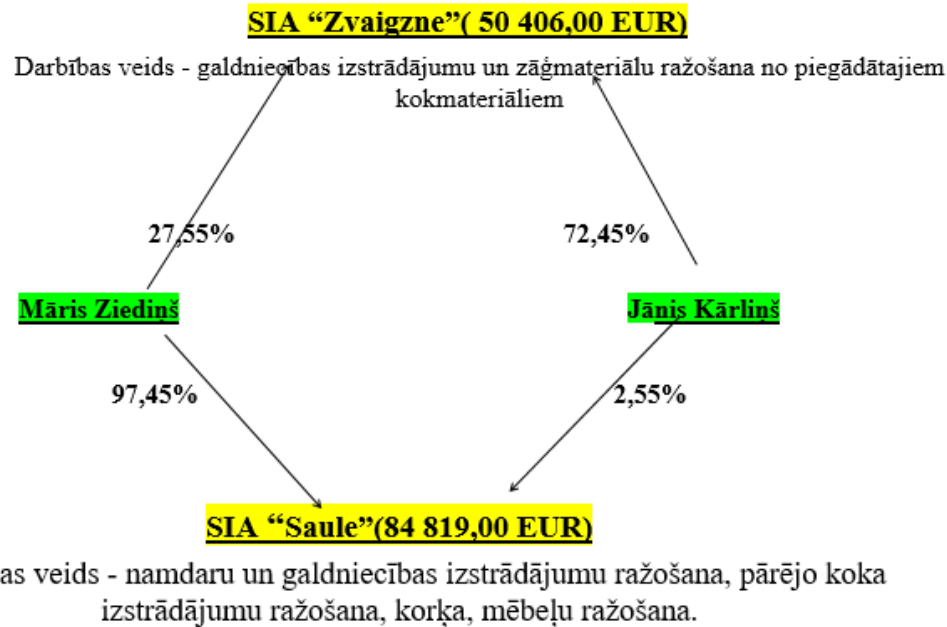 SIA “Zvaigzne”( 50 406,00 EUR)
Darbības veids - galdniecības izstrādājumu un zāģmateriālu ražošana no piegādātajiem
kokmateriāliem
27,55%
72,45%
Māris Ziediņš
Jānis Kārliņš
97,45%
2,55%
SIA “Saule”(84 819,00 EUR)
as veids - namdaru un galdniecības izstrādājumu ražošana, pārējo koka
izstrādājumu ražošana, korķa, mēbeļu ražošana.